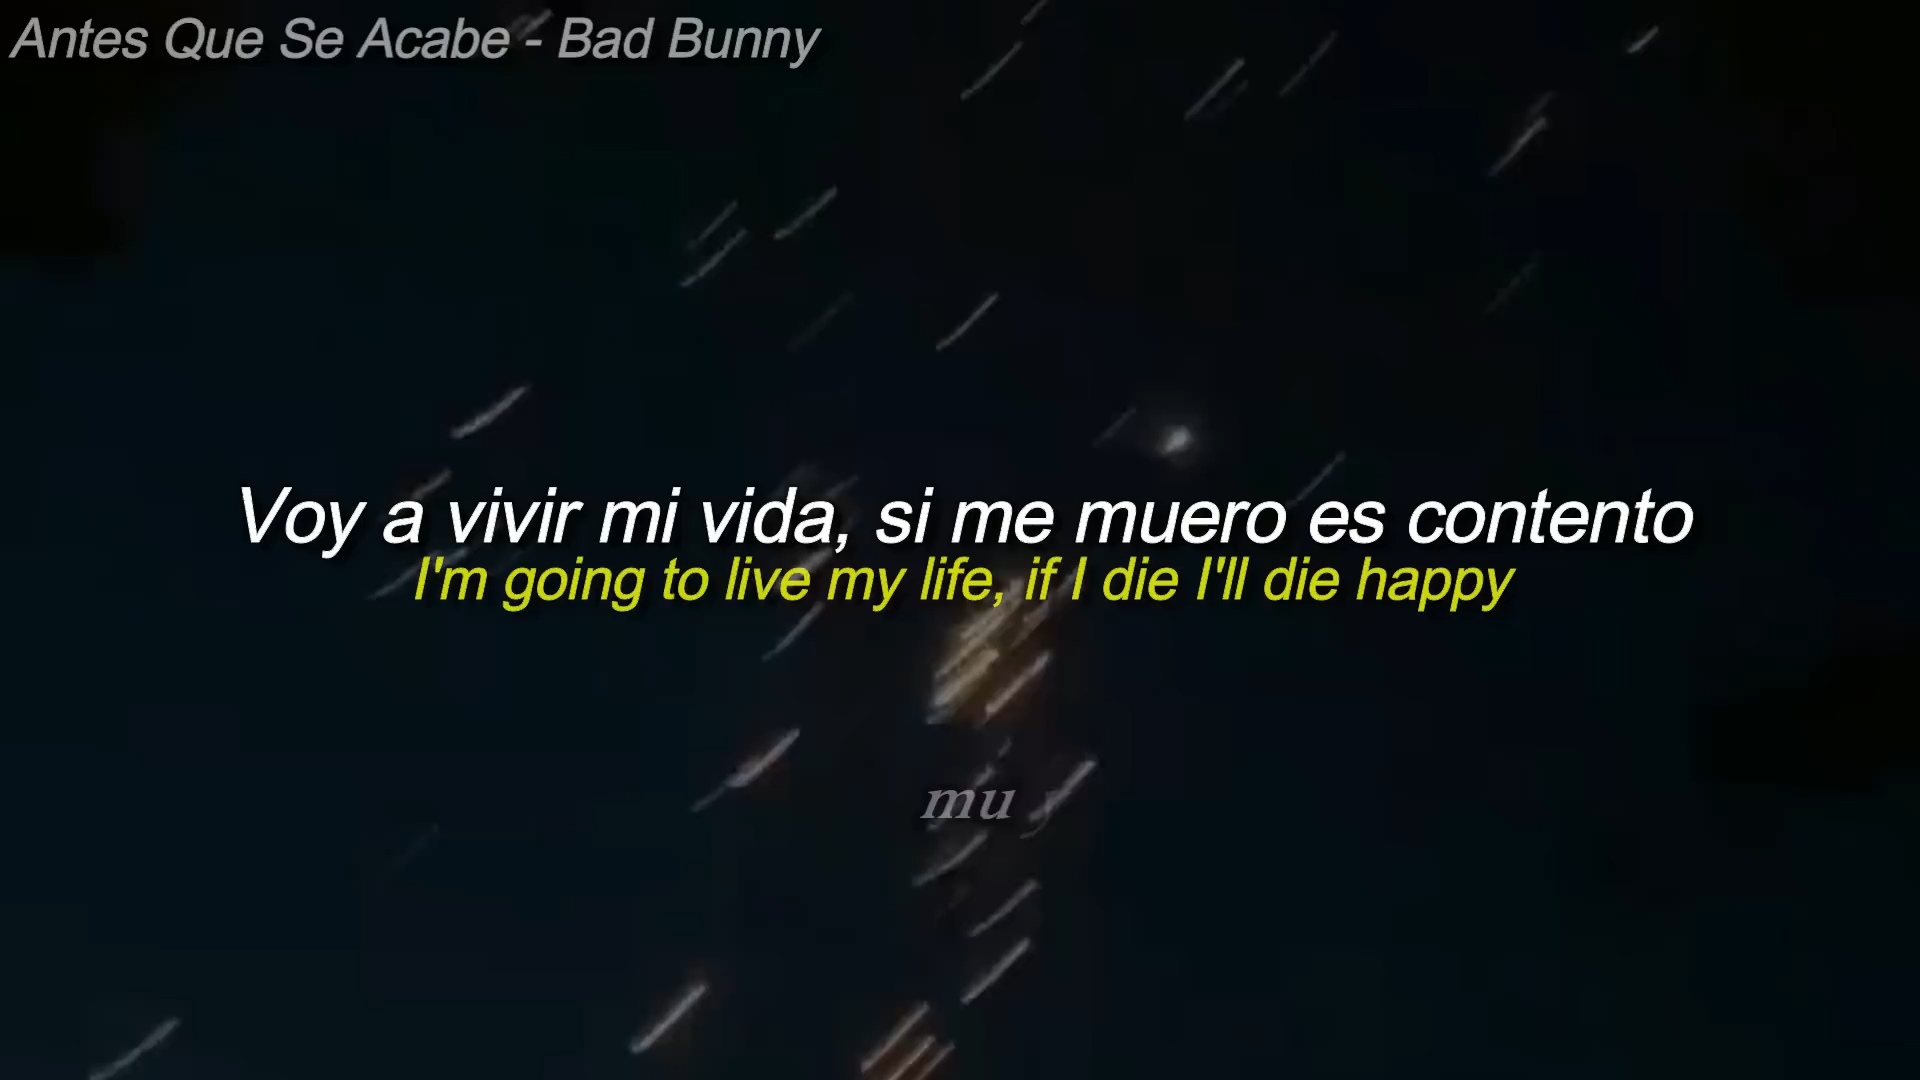 Antes Que Se Acabe - Bad Bunny
Voy a vivir mi vida, si me muero es contento
I'm going to live my life, if I die I'll die happy
mu